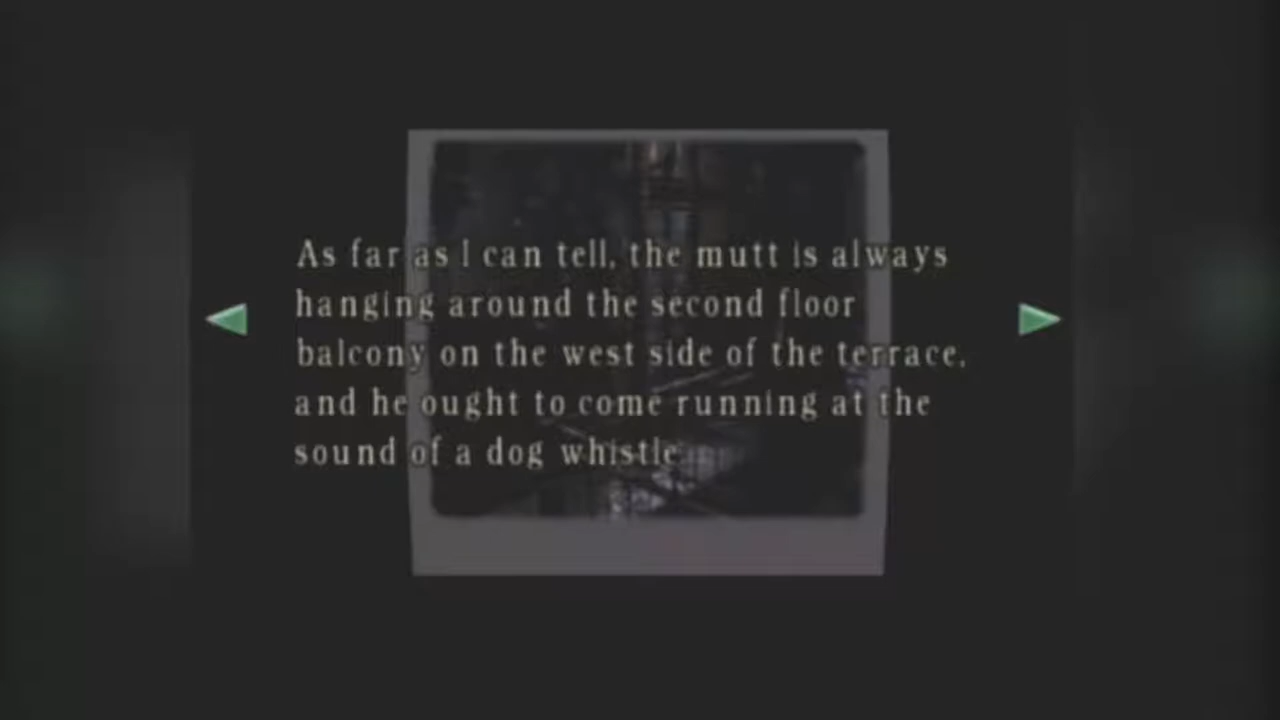 As far as I can tell, the mutt is always
hanging around the second floor
balcony on the west side of the terrace,
and he ought to come running at the
sound of a dog whistle.